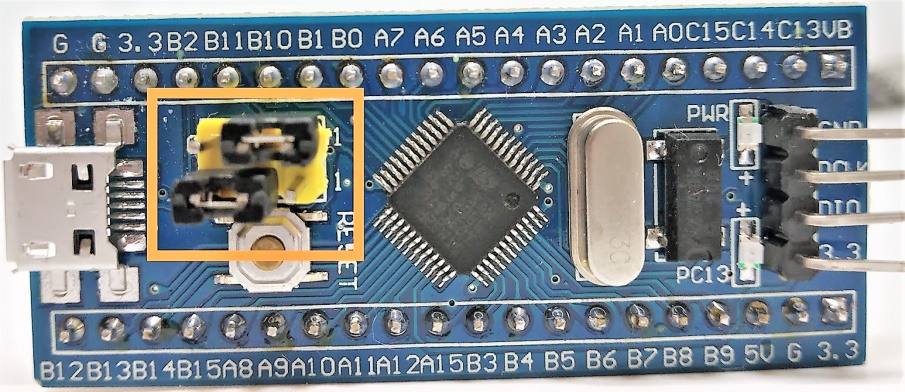 G G 3.3 B2 B11 B10 B1 B0 A7 A6 A5 A4 A3 A2 A1 A0 C15 C14 C13 VB
PWR
GND
1
DCLK
1
+
+
DIO
RESET
3.3
PC13
B12 B13 B14 B15 A8 A9 A10 A11 A12 A15 B3 B4 B5 B6 B7 B8 B9 5V G 3.3